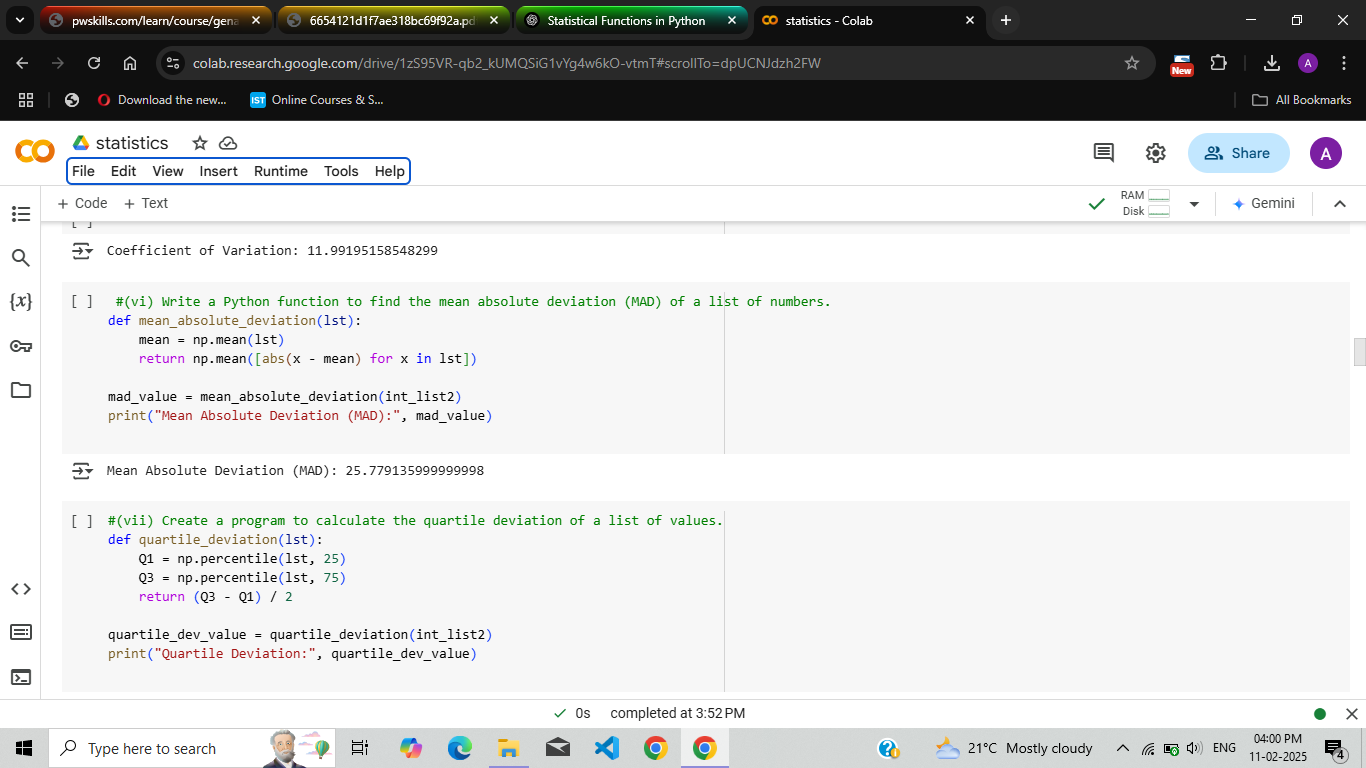 pwskills.com/learn/course/gena
6654121d1f7ae318bc69f92a.pd
Statistical Functions in Python
statistics - Colab
colab.research.google.com/drive/1zS95VR-qb2_kUMQSiG1vYg4w6kO-vtmT#scrollTo=dpUCNJdzh2FW
New
A
Download the new...
IST
Online Courses & S...
All Bookmarks
statistics
File Edit View Insert Runtime Tools Help
Share
A
+ Code + Text
RAM
Disk
Gemini
[ ]
Coefficient of Variation: 11.99195158548299
[ ] #(vi) Write a Python function to find the mean absolute deviation (MAD) of a list of numbers.
def mean_absolute_deviation(lst):
mean = np.mean(lst)
return np.mean([abs(x - mean) for x in lst])
mad_value = mean_absolute_deviation(int_list2)
print("Mean Absolute Deviation (MAD):", mad_value)
Mean Absolute Deviation (MAD): 25.779135999999998
[ ] #(vii) Create a program to calculate the quartile deviation of a list of values.
def quartile_deviation(lst):
Q1 = np.percentile(lst, 25)
Q3 = np.percentile(lst, 75)
return (Q3 - Q1) / 2
quartile_dev_value = quartile_deviation(int_list2)
print("Quartile Deviation:", quartile_dev_value)
{x}
0s completed at 3:52 PM
Type here to search
21°C Mostly cloudy
ENG
04:00 PM
11-02-2025
4